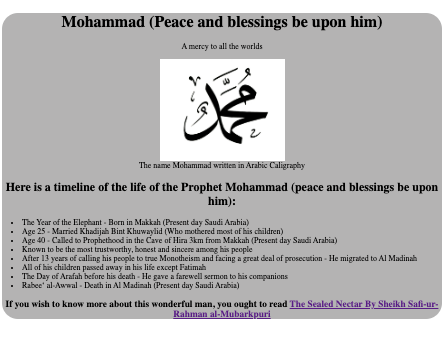 Mohammad (Peace and blessings be upon him)
A mercy to all the worlds
محمد
The name Mohammad written in Arabic Caligraphy
Here is a timeline of the life of the Prophet Mohammad (peace and blessings be upon
him):
• The Year of the Elephant - Born in Makkah (Present day Saudi Arabia)
• Age 25 - Married Khadijah Bint Khuwaylid (Who mothered most of his children)
• Age 40 - Called to Prophethood in the Cave of Hira 3km from Makkah (Present day Saudi Arabia)
• Known to be the most trustworthy, honest and sincere among his people
• After 13 years of calling his people to true Monotheism and facing a great deal of prosecution - He migrated to Al Madinah
• All of his children passed away in his life except Fatimah
• The Day of Arafah before his death - He gave a farewell sermon to his companions
• Rabee' al-Awwal - Death in Al Madinah (Present day Saudi Arabia)
If you wish to know more about this wonderful man, you ought to read The Sealed Nectar By Sheikh Safi-ur-
Rahman al-Mubarkpuri